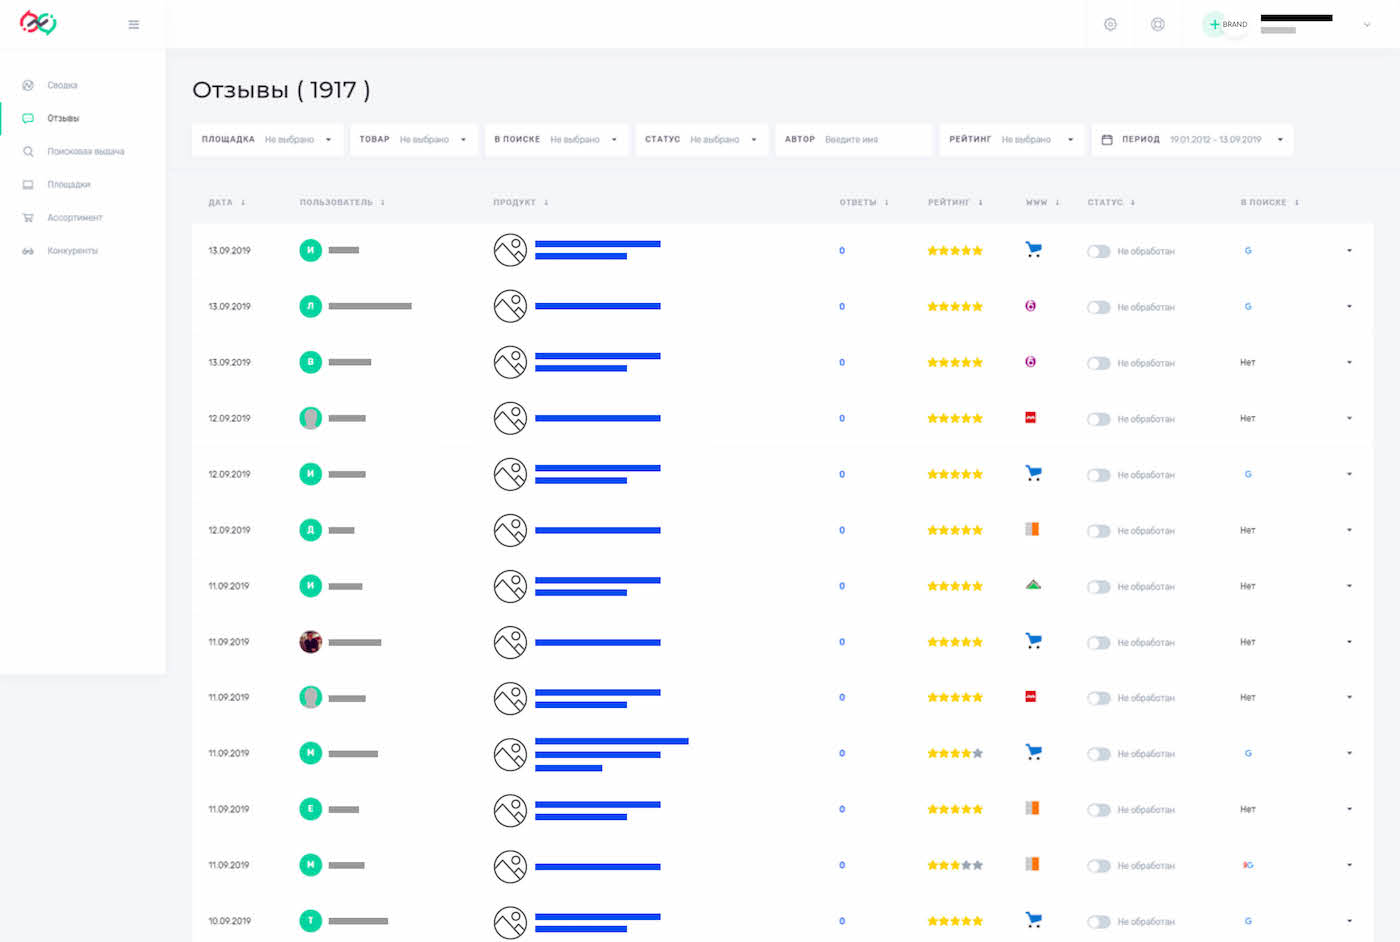 BRAND
Сводка
Отзывы
Поисковая выдача
Площадки
Ассортимент
Конкуренты
Отзывы ( 1917 )
ПЛОЩАДКА Не выбрано ТОВАР Не выбрано В ПОИСКЕ Не выбрано СТАТУС Не выбрано АВТОР Введите имя РЕЙТИНГ Не выбрано ПЕРИОД 19.01.2012 - 13.09.2019
ДАТА ↓ ПОЛЬЗОВАТЕЛЬ ↓ ПРОДУКТ ↓ ОТВЕТЫ ↓ РЕЙТИНГ ↓ WWW ↓ СТАТУС ↓ В ПОИСКЕ ↓
13.09.2019 И 0 Не обработан G
13.09.2019 Л 0 Не обработан G
13.09.2019 В 0 Не обработан Нет
12.09.2019 0 Не обработан Нет
12.09.2019 И 0 Не обработан G
12.09.2019 Д 0 Не обработан Нет
11.09.2019 И 0 Не обработан Нет
11.09.2019 0 Не обработан Нет
11.09.2019 0 Не обработан Нет
11.09.2019 М 0 Не обработан G
11.09.2019 Е 0 Не обработан Нет
11.09.2019 М 0 Не обработан ЯG
10.09.2019 Т 0 Не обработан G